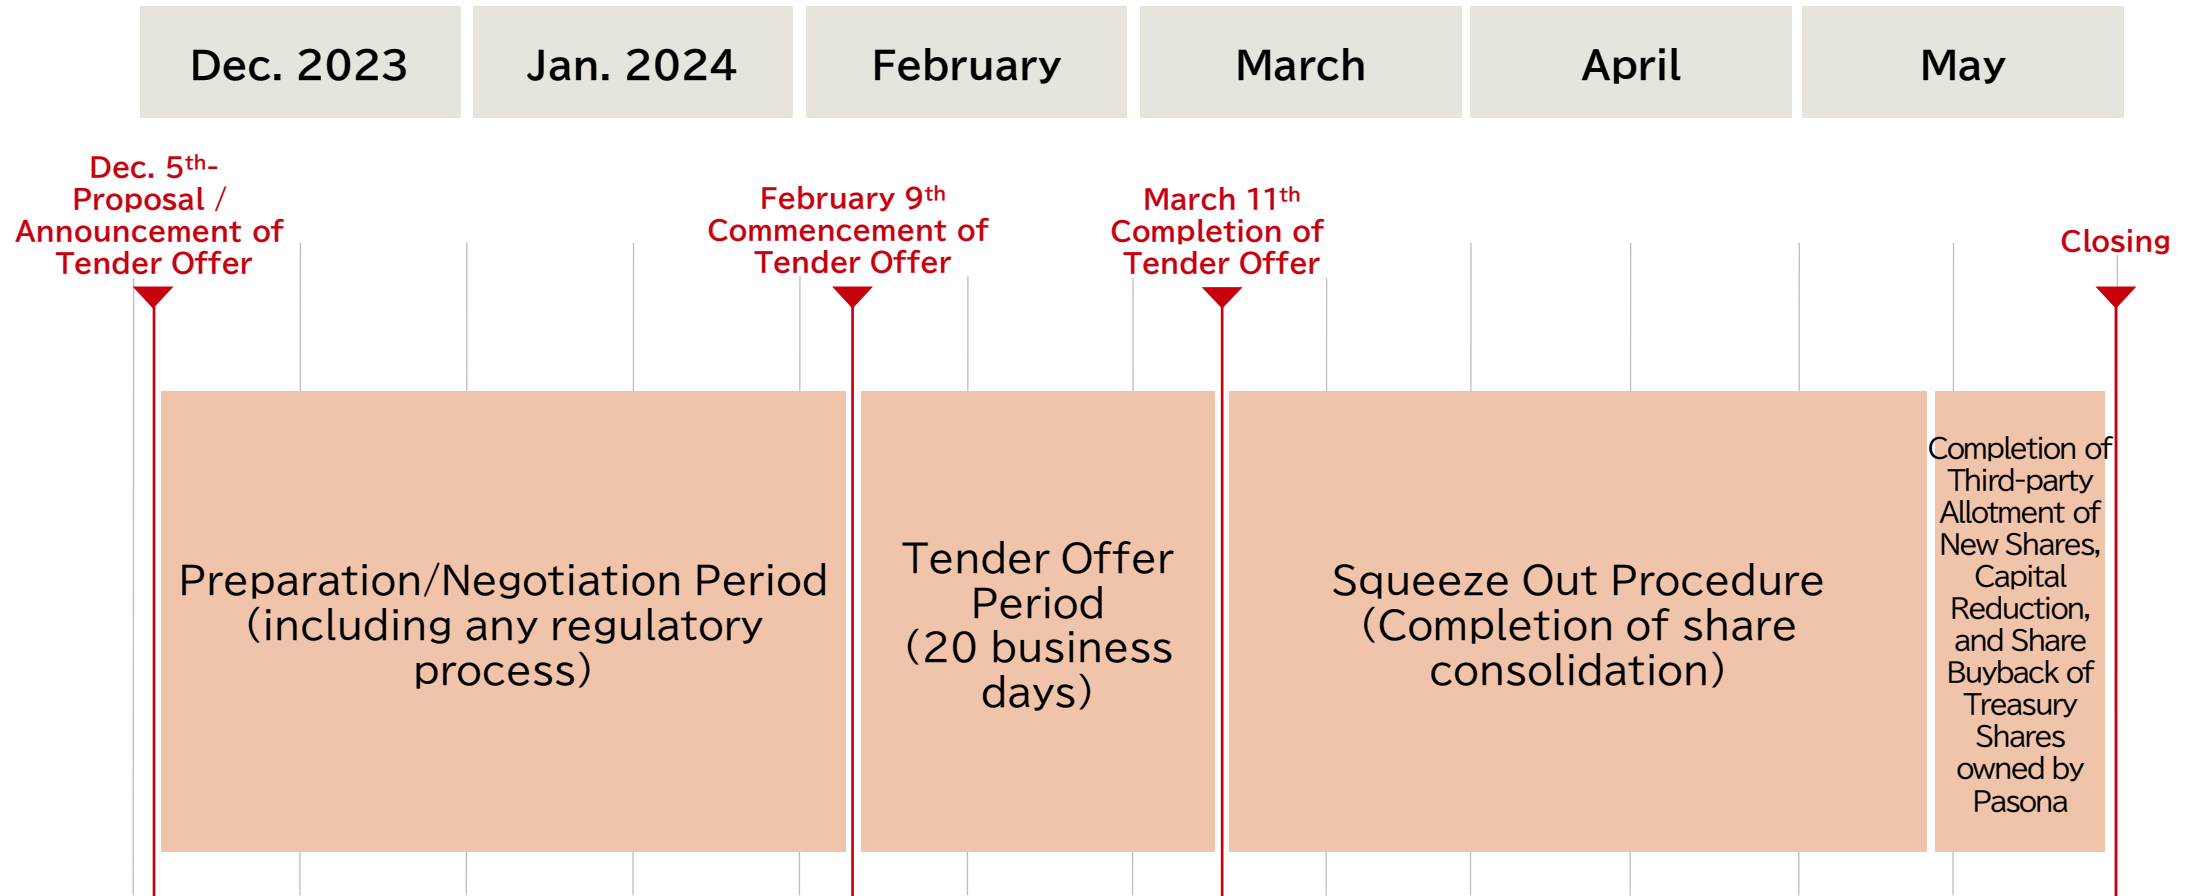 Dec. 2023
Jan. 2024
February
March
April
May
Dec. 5th-
Proposal /
Announcement of
Tender Offer
February 9th
Commencement of
Tender Offer
March 11th
Completion of
Tender Offer
Closing
Preparation/Negotiation Period
(including any regulatory
process)
Tender Offer
Period
(20 business
days)
Squeeze Out Procedure
(Completion of share
consolidation)
Completion of
Third-party
Allotment of
New Shares,
Capital
Reduction,
and Share
Buyback of
Treasury
Shares
owned by
Pasona